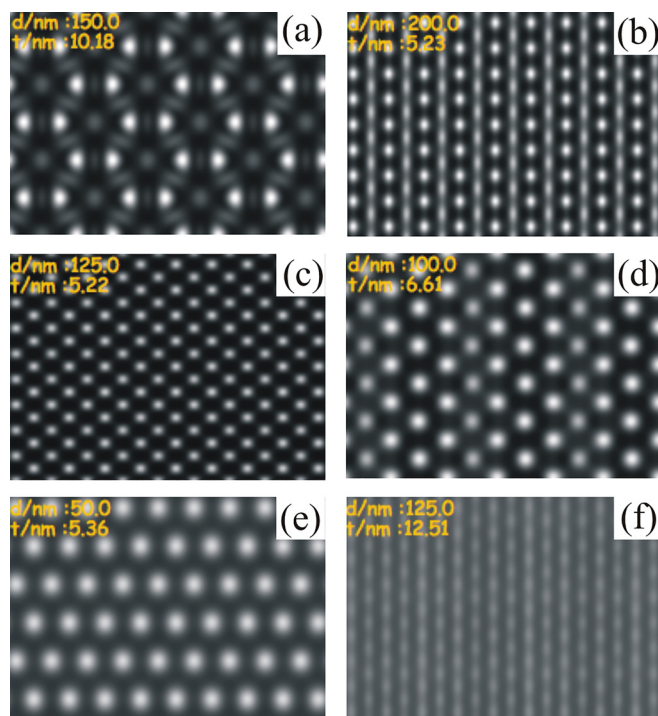 d/nm :150.0
t/nm :10.18
(a)
d/nm :200.0
t/nm :5.23
(b)
d/nm :125.0
t/nm :5.22
(c)
d/nm :100.0
t/nm :6.61
(d)
d/nm :50.0
t/nm :5.36
(e)
d/nm :125.0
t/nm :12.51
(f)